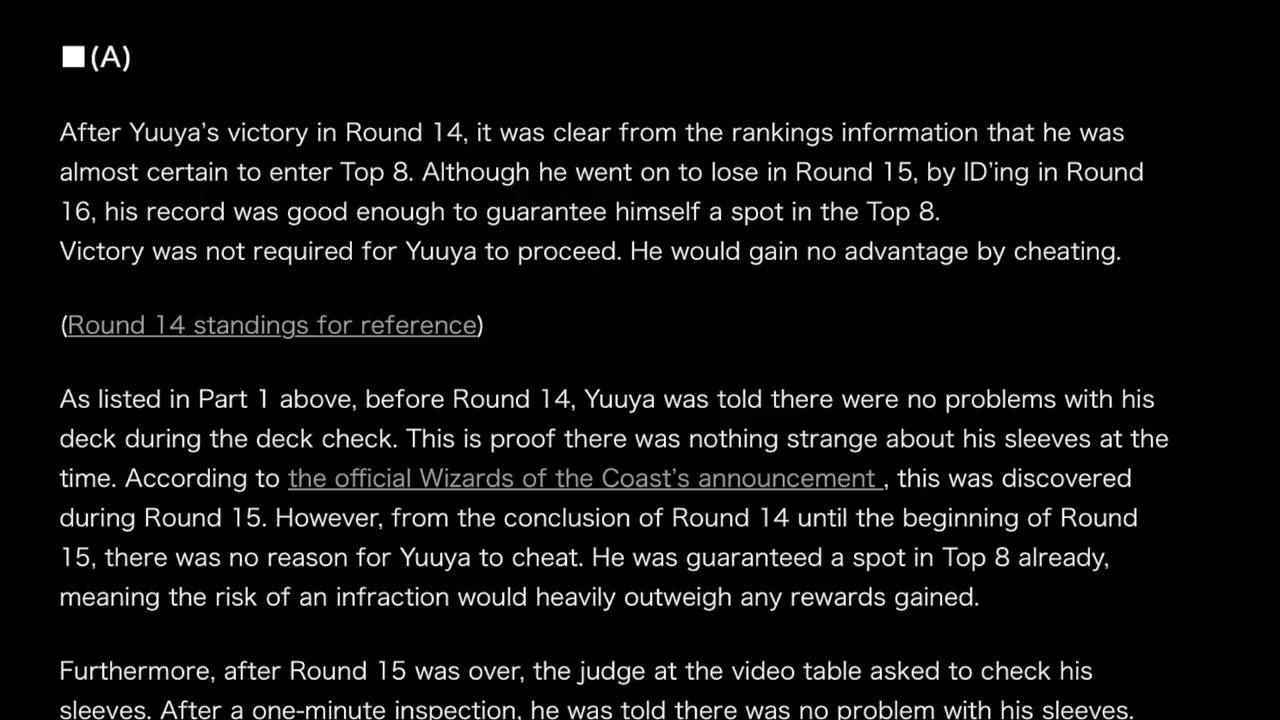 ■(A)
After Yuuya’s victory in Round 14, it was clear from the rankings information that he was
almost certain to enter Top 8. Although he went on to lose in Round 15, by ID’ing in Round
16, his record was good enough to guarantee himself a spot in the Top 8.
Victory was not required for Yuuya to proceed. He would gain no advantage by cheating.
(Round 14 standings for reference)
As listed in Part 1 above, before Round 14, Yuuya was told there were no problems with his
deck during the deck check. This is proof there was nothing strange about his sleeves at the
time. According to the official Wizards of the Coast’s announcement , this was discovered
during Round 15. However, from the conclusion of Round 14 until the beginning of Round
15, there was no reason for Yuuya to cheat. He was guaranteed a spot in Top 8 already,
meaning the risk of an infraction would heavily outweigh any rewards gained.
Furthermore, after Round 15 was over, the judge at the video table asked to check his
sleeves. After a one-minute inspection, he was told there was no problem with his sleeves.